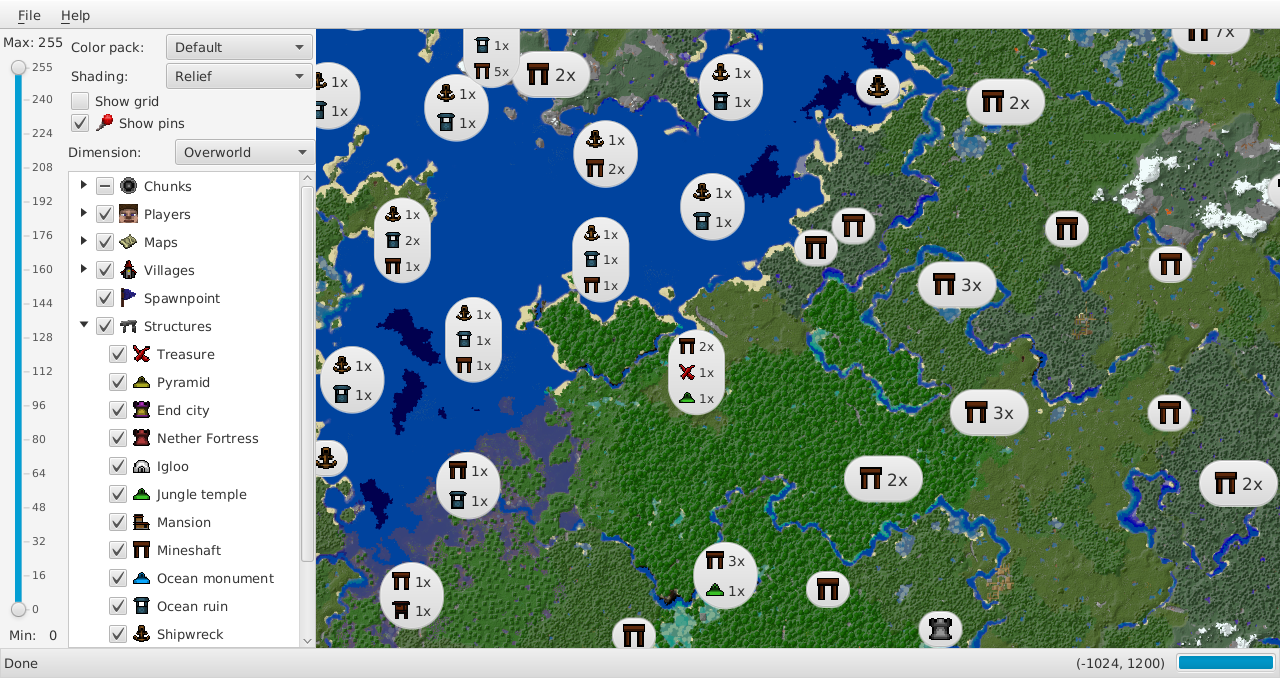 File Help
Max: 255
Color pack: Default
Shading: Relief
Show grid
Show pins
Dimension: Overworld
255
240
224
208
192
176
160
144
128
112
96
80
64
48
32
16
0
Min: 0
Chunks
Players
Maps
Villages
Spawnpoint
Structures
Treasure
Pyramid
End city
Nether Fortress
Igloo
Jungle temple
Mansion
Mineshaft
Ocean monument
Ocean ruin
Shipwreck
1x
5x
2x
7x
1x
1x
1x
1x
1x
1x
2x
1x
2x
1x
1x
1x
2x
1x
1x
1x
1x
3x
1x
1x
1x
1x
1x
2x
1x
1x
3x
1x
1x
2x
2x
3x
1x
1x
1x
Done
(-1024, 1200)